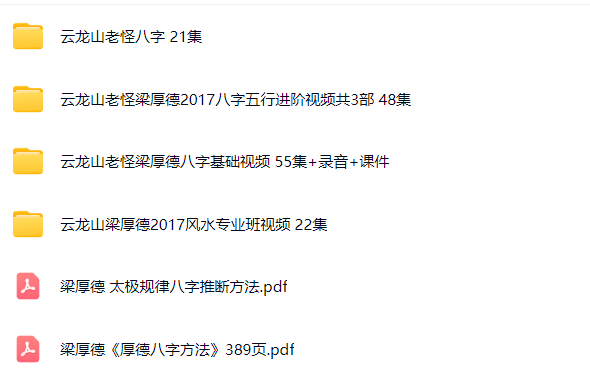 云龙山老怪八字 21集
云龙山老怪梁厚德2017八字五行进阶视频共3部 48集
云龙山老怪梁厚德八字基础视频 55集+录音+课件
云龙山梁厚德2017风水专业班视频 22集
梁厚德 太极规律八字推断方法.pdf
梁厚德《厚德八字方法》389页.pdf